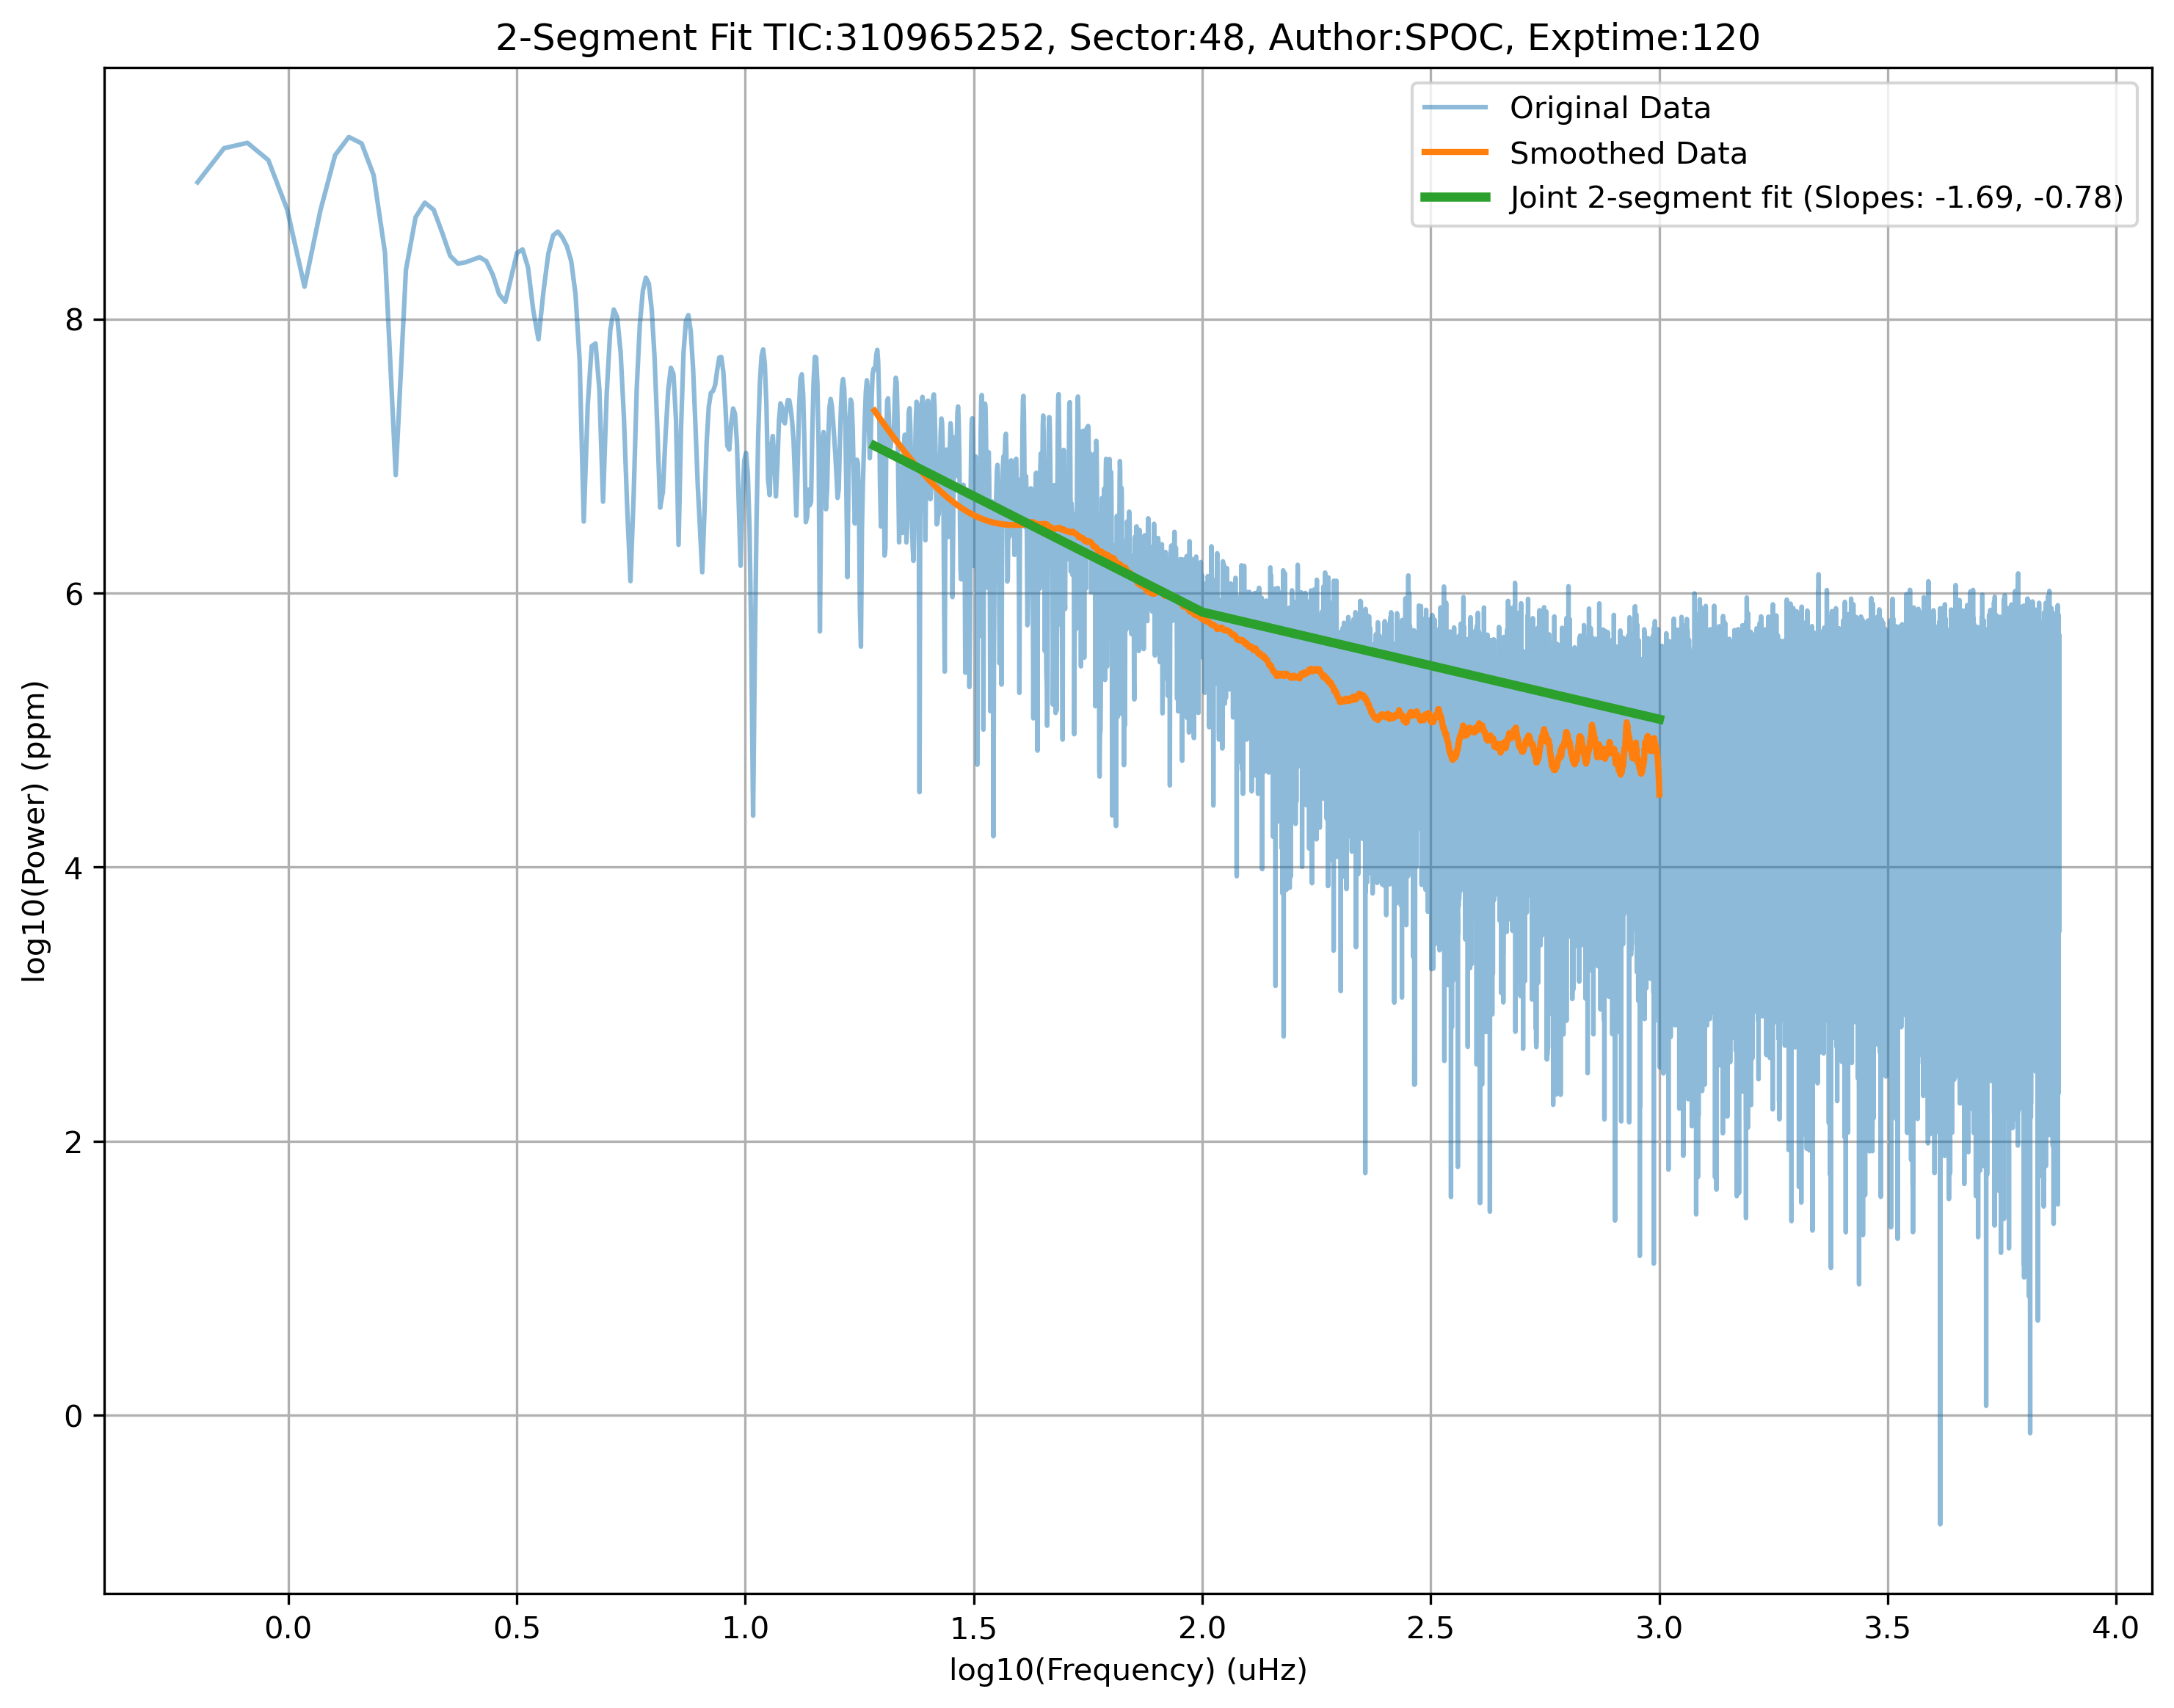 2-Segment Fit TIC:310965252, Sector:48, Author:SPOC, Exptime:120
Original Data
Smoothed Data
Joint 2-segment fit (Slopes: -1.69, -0.78)
log10(Power) (ppm)
8
6
4
2
0
0.0 0.5 1.0 1.5 2.0 2.5 3.0 3.5 4.0
log10(Frequency) (uHz)